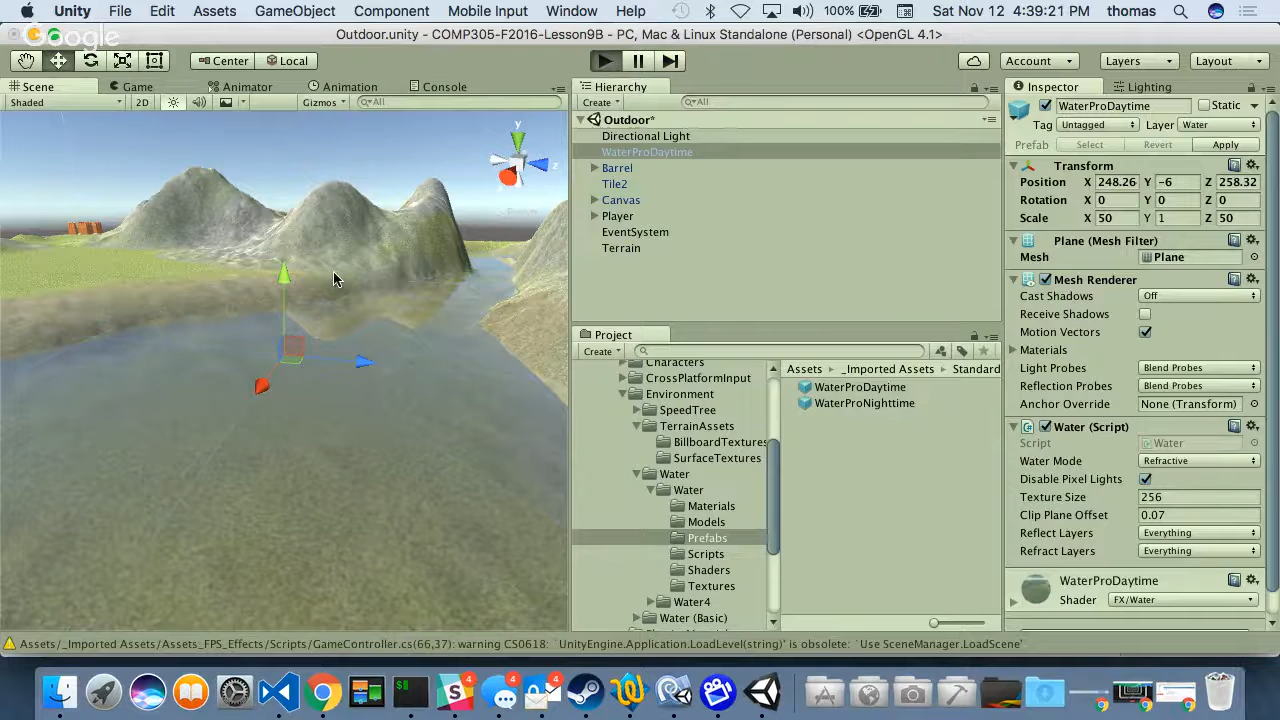 Unity File Edit Assets GameObject Component Mobile Input Window Help 100% Sat Nov 12 4:39:21 PM thomas
Google
Outdoor.unity - COMP305-F2016-Lesson9B - PC, Mac & Linux Standalone (Personal) <OpenGL 4.1>
Center Local Account Layers Layout
Scene Game Animator Animation Console
Shaded 2D Gizmos All
y
z
Hierarchy
Create All
Outdoor*
Directional Light
WaterProDaytime
Barrel
Tile2
Canvas
Player
EventSystem
Terrain
Project
Create
Characters
CrossPlatformInput
Environment
SpeedTree
TerrainAssets
BillboardTextures
SurfaceTextures
Water
Water
Materials
Models
Prefabs
Scripts
Shaders
Textures
Water4
Water (Basic)
Assets _Imported Assets Standard
WaterProDaytime
WaterProNighttime
Inspector Lighting
WaterProDaytime Static
Tag Untagged Layer Water
Prefab Select Revert Apply
Transform
Position X 248.26 Y -6 Z 258.32
Rotation X 0 Y 0 Z 0
Scale X 50 Y 1 Z 50
Plane (Mesh Filter)
Mesh Plane
Mesh Renderer
Cast Shadows Off
Receive Shadows
Motion Vectors
Materials
Light Probes Blend Probes
Reflection Probes Blend Probes
Anchor Override None (Transform)
Water (Script)
Script Water
Water Mode Refractive
Disable Pixel Lights
Texture Size 256
Clip Plane Offset 0.07
Reflect Layers Everything
Refract Layers Everything
WaterProDaytime
Shader FX/Water
Assets/_Imported Assets/Assets_FPS_Effects/Scripts/GameController.cs(66,37): warning CS0618: `UnityEngine.Application.LoadLevel(string)' is obsolete: `Use SceneManager.LoadScene'
4 4 4